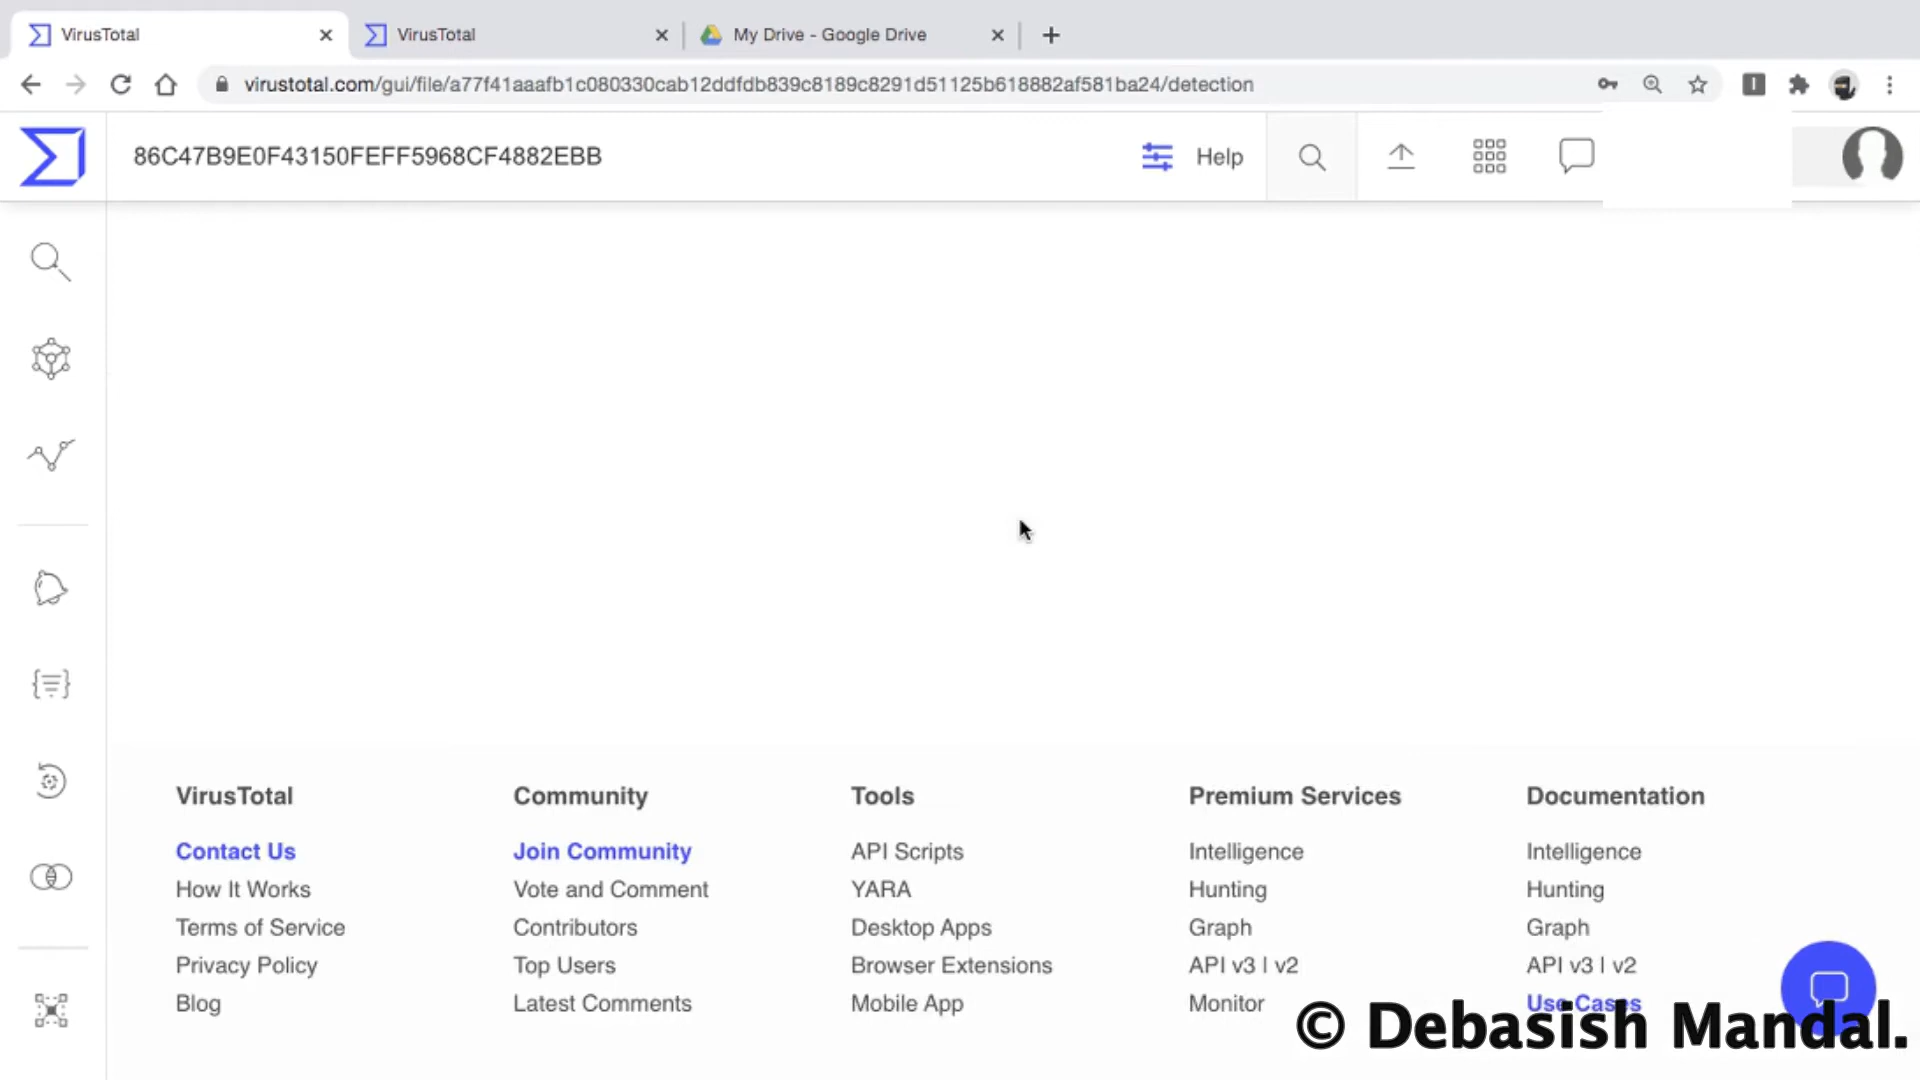 VirusTotal
VirusTotal
My Drive - Google Drive
virustotal.com/gui/file/a77f41aaafb1c080330cab12ddfdb839c8189c8291d51125b618882af581ba24/detection
86C47B9E0F43150FEFF5968CF4882EBB
Help
VirusTotal
Contact Us
How It Works
Terms of Service
Privacy Policy
Blog
Community
Join Community
Vote and Comment
Contributors
Top Users
Latest Comments
Tools
API Scripts
YARA
Desktop Apps
Browser Extensions
Mobile App
Premium Services
Intelligence
Hunting
Graph
API v3 | v2
Monitor
Documentation
Intelligence
Hunting
Graph
API v3 | v2
Use Cases
© Debasish Mandal.